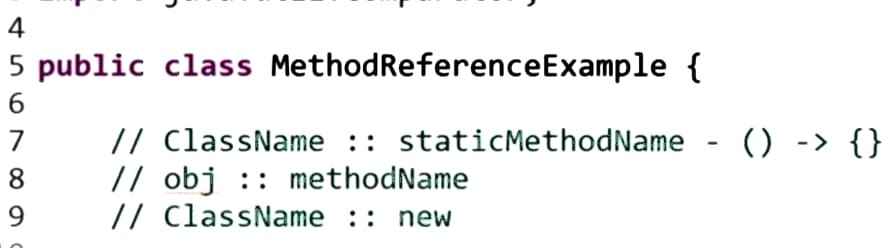 4
5 public class MethodReferenceExample {
6
7 // ClassName :: staticMethodName - () -> {}
8 // obj :: methodName
9 // ClassName :: new